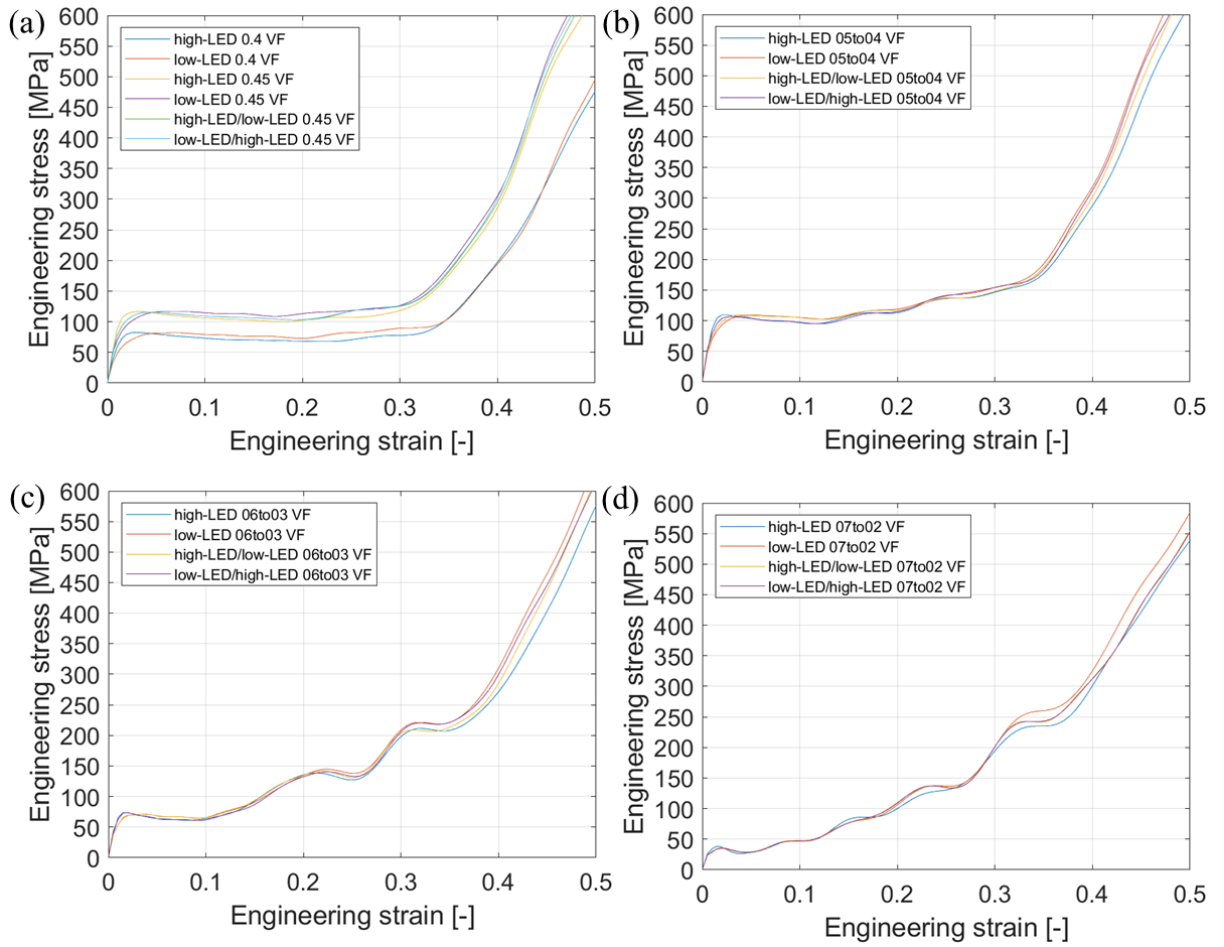 (a)
600
550
500
450
400
350
300
250
200
150
100
50
0
Engineering stress [MPa]
high-LED 0.4 VF
low-LED 0.4 VF
high-LED 0.45 VF
low-LED 0.45 VF
high-LED/low-LED 0.45 VF
low-LED/high-LED 0.45 VF
0 0.1 0.2 0.3 0.4 0.5
Engineering strain [-]
(b)
600
550
500
450
400
350
300
250
200
150
100
50
0
Engineering stress [MPa]
high-LED 05to04 VF
low-LED 05to04 VF
high-LED/low-LED 05to04 VF
low-LED/high-LED 05to04 VF
0 0.1 0.2 0.3 0.4 0.5
Engineering strain [-]
(c)
600
550
500
450
400
350
300
250
200
150
100
50
0
Engineering stress [MPa]
high-LED 06to03 VF
low-LED 06to03 VF
high-LED/low-LED 06to03 VF
low-LED/high-LED 06to03 VF
0 0.1 0.2 0.3 0.4 0.5
Engineering strain [-]
(d)
600
550
500
450
400
350
300
250
200
150
100
50
0
Engineering stress [MPa]
high-LED 07to02 VF
low-LED 07to02 VF
high-LED/low-LED 07to02 VF
low-LED/high-LED 07to02 VF
0 0.1 0.2 0.3 0.4 0.5
Engineering strain [-]